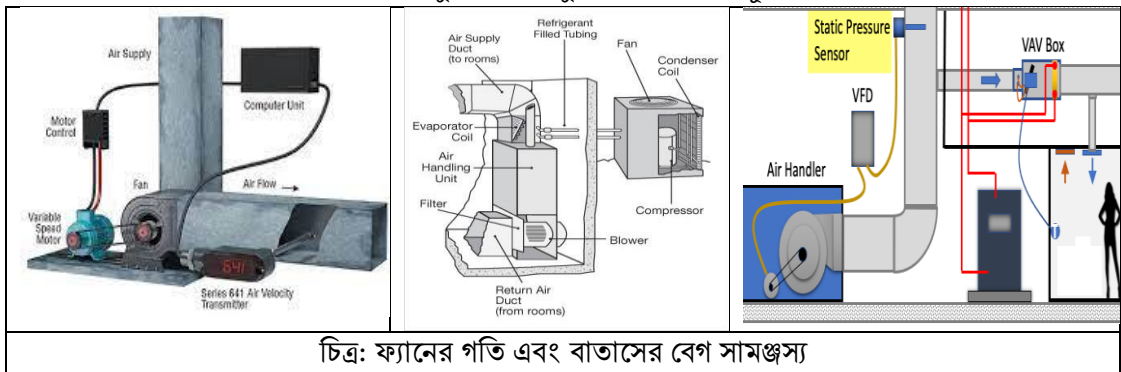 Air Supply
Computer Unit
Motor
Control
Fan
Air Flow
Variable
Speed
Motor
641
Series 641 Air Velocity
Transmitter
Air Supply
Duct
(to rooms)
Refrigerant
Filled Tubing
Fan
Condenser
Coil
Evaporator
Coil
Air
Handling
Unit
Filter
Compressor
Blower
Return Air
Duct
(from rooms)
Static Pressure
Sensor
VAV Box
VFD
Air Handler
T
চিত্র: ফ্যানের গতি এবং বাতাসের বেগ সামঞ্জস্য